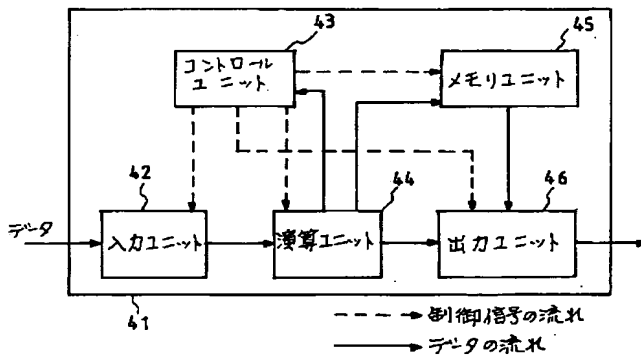 43
45
コントロール
ユニット
メモリユニット
42
44
46
データ
入力ユニット
演算ユニット
出力ユニット
41
制御信号の流れ
データの流れ